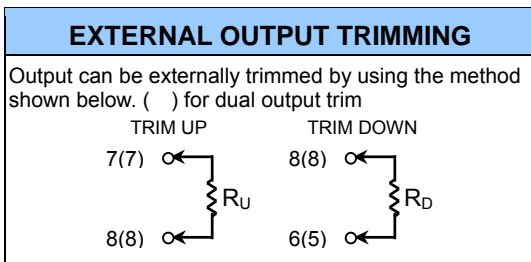 EXTERNAL OUTPUT TRIMMING
Output can be externally trimmed by using the method
shown below. (   ) for dual output trim
TRIM UP TRIM DOWN
7(7) 8(8)
RU RD
8(8) 6(5)